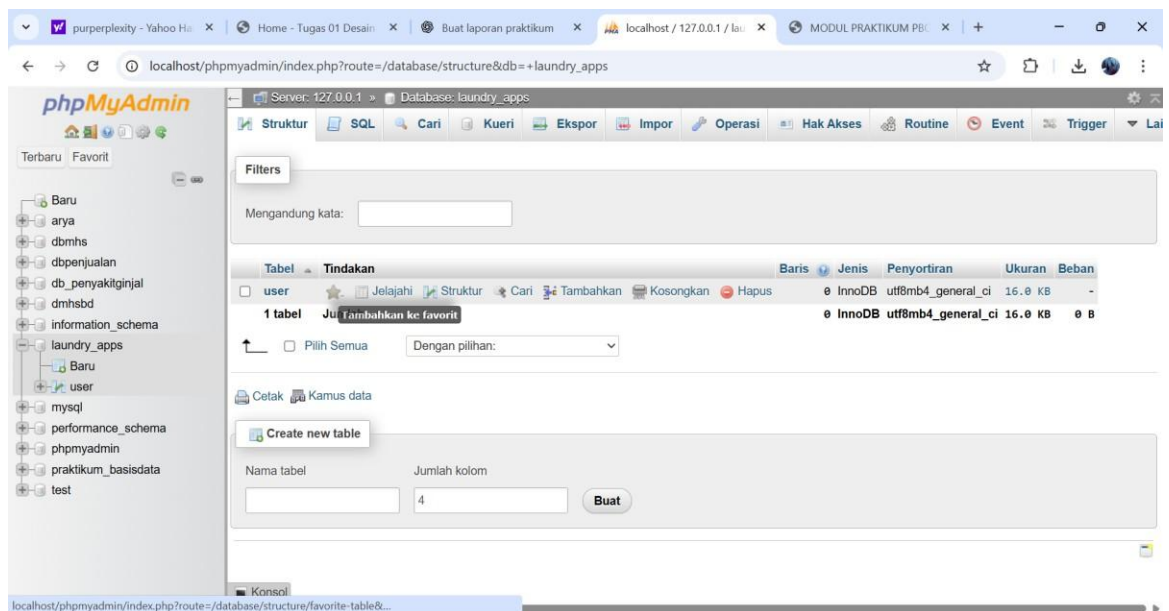 purperplexity - Yahoo Ha
Home - Tugas 01 Desain
Buat laporan praktikum
localhost / 127.0.0.1 / lau
MODUL PRAKTIKUM PBO
localhost/phpmyadmin/index.php?route=/database/structure&db=+laundry_apps
phpMyAdmin
Terbaru Favorit
Baru
arya
dbmhs
dbpenjualan
db_penyakitginjal
dmhsbd
information_schema
laundry_apps
Baru
user
mysql
performance_schema
phpmyadmin
praktikum_basisdata
test
Server: 127.0.0.1 » Database: laundry_apps
Struktur SQL Cari Kueri Ekspor Impor Operasi Hak Akses Routine Event Trigger Lai
Filters
Mengandung kata:
Tabel Tindakan Baris Jenis Penyortiran Ukuran Beban
user Jelajahi Struktur Cari Tambahkan Kosongkan Hapus 0 InnoDB utf8mb4_general_ci 16.0 KB -
1 tabel 0 InnoDB utf8mb4_general_ci 16.0 KB 0 B
Tambahkan ke favorit
Pilih Semua Dengan pilihan:
Cetak Kamus data
Create new table
Nama tabel Jumlah kolom
4 Buat
Konsol
localhost/phpmyadmin/index.php?route=/database/structure/favorite-table&...